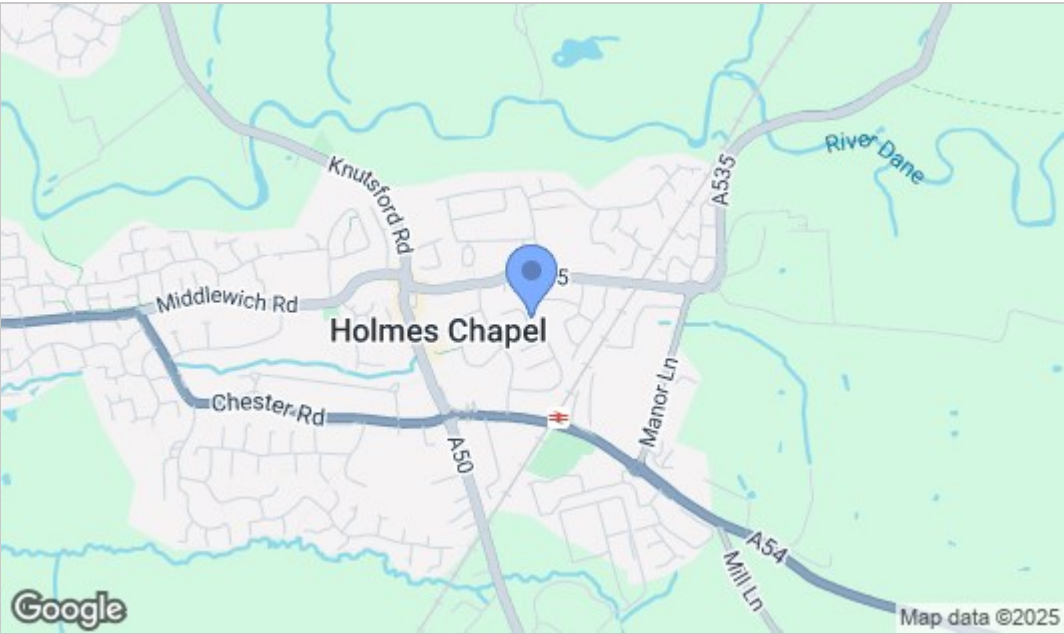 Knutsford Rd
A535
River Dane
5
Middlewich Rd
Holmes Chapel
Chester Rd
Manor Ln
A50
A54
Mill Ln
Google
Map data ©2025